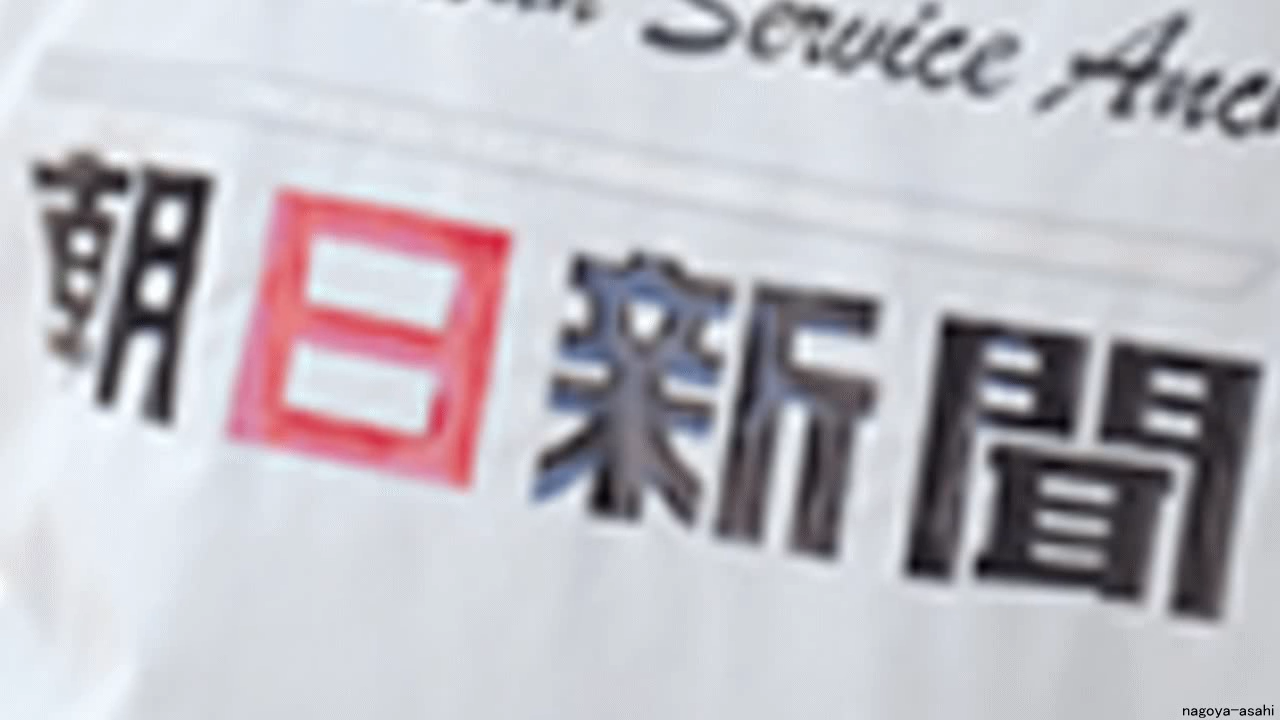 Service
朝日新聞
nagoya-asahi